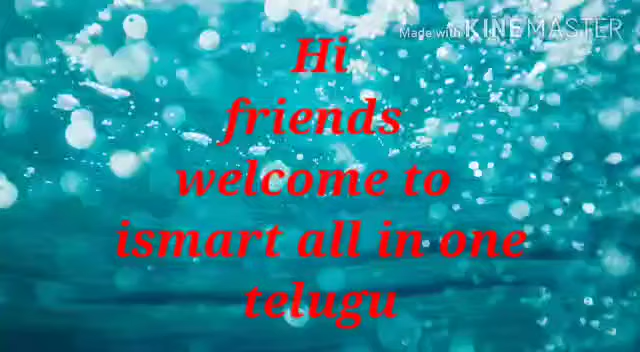 Made with KINEMASTER
Hi
friends
welcome to
ismart all in one
telugu